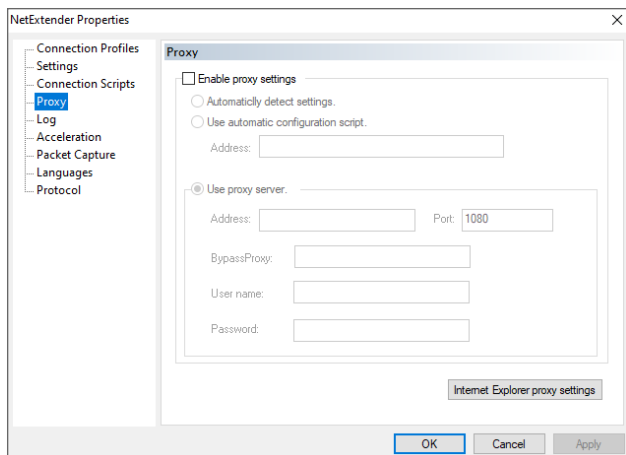 NetExtender Properties
Connection Profiles
Settings
Connection Scripts
Proxy
Log
Acceleration
Packet Capture
Languages
Protocol
Proxy
Enable proxy settings
Automaticlly detect settings.
Use automatic configuration script.
Address:
Use proxy server.
Address: Port: 1080
BypassProxy:
User name:
Password:
Internet Explorer proxy settings
OK Cancel Apply